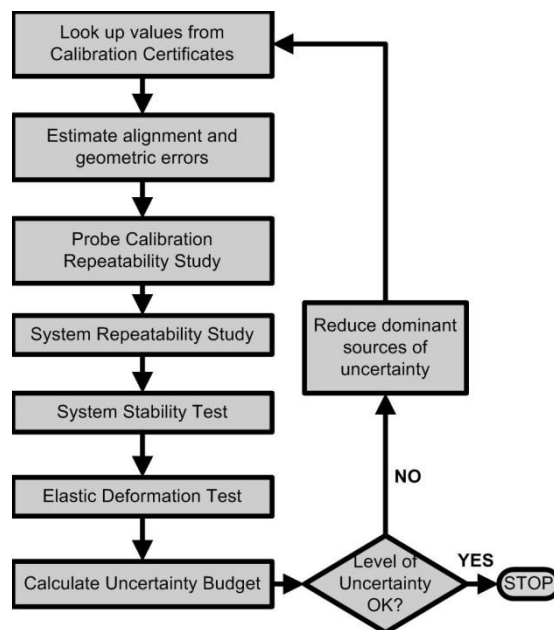 Look up values from
Calibration Certificates
Estimate alignment and
geometric errors
Probe Calibration
Repeatability Study
System Repeatability Study
System Stability Test
Elastic Deformation Test
Calculate Uncertainty Budget
Level of
Uncertainty
OK?
YES
STOP
NO
Reduce dominant
sources of
uncertainty